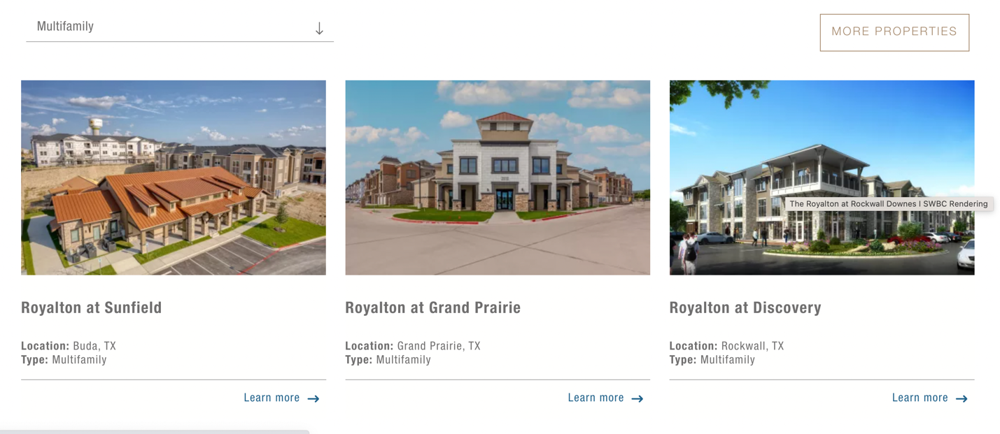 Multifamily
MORE PROPERTIES
The Royalton at Rockwall Downes I SWBC Rendering
Royalton at Sunfield
Royalton at Grand Prairie
Royalton at Discovery
Location: Buda, TX
Type: Multifamily
Location: Grand Prairie, TX
Type: Multifamily
Location: Rockwall, TX
Type: Multifamily
Learn more
Learn more
Learn more